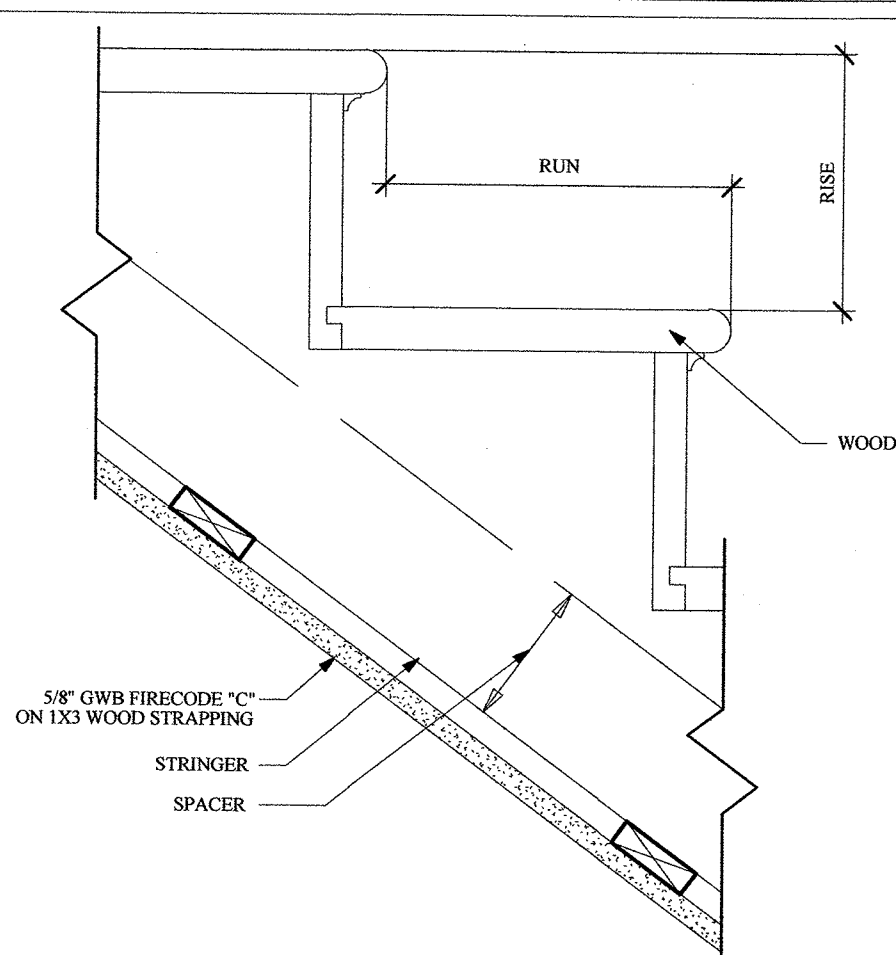 RUN
RISE
WOOD
5/8" GWB FIRECODE "C"
ON 1X3 WOOD STRAPPING
STRINGER
SPACER